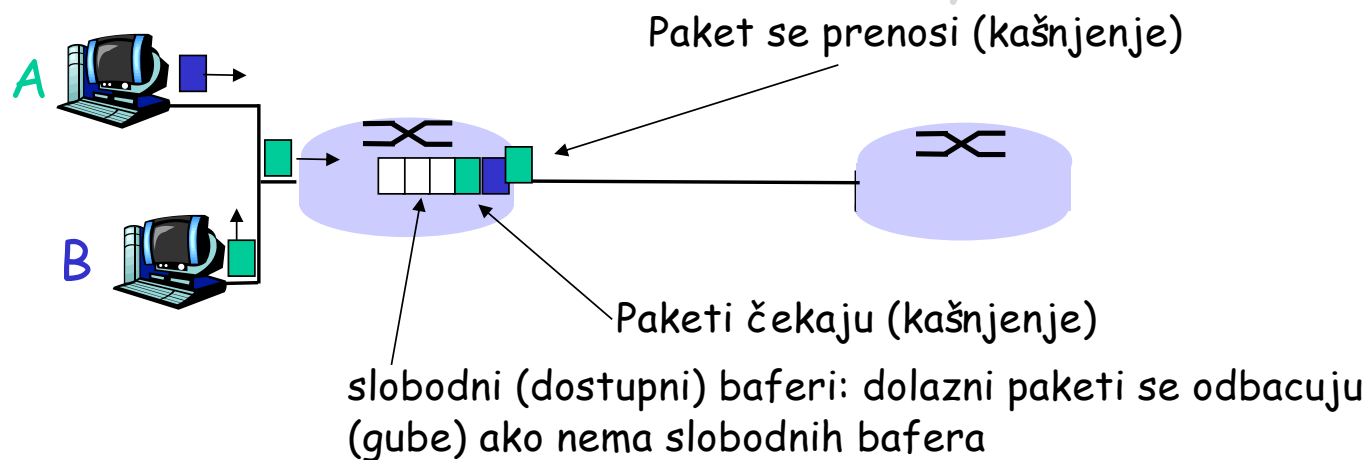 Paket se prenosi (kašnjenje)
A
B
Paketi čekaju (kašnjenje)
slobodni (dostupni) baferi: dolazni paketi se odbacuju
(gube) ako nema slobodnih bafera